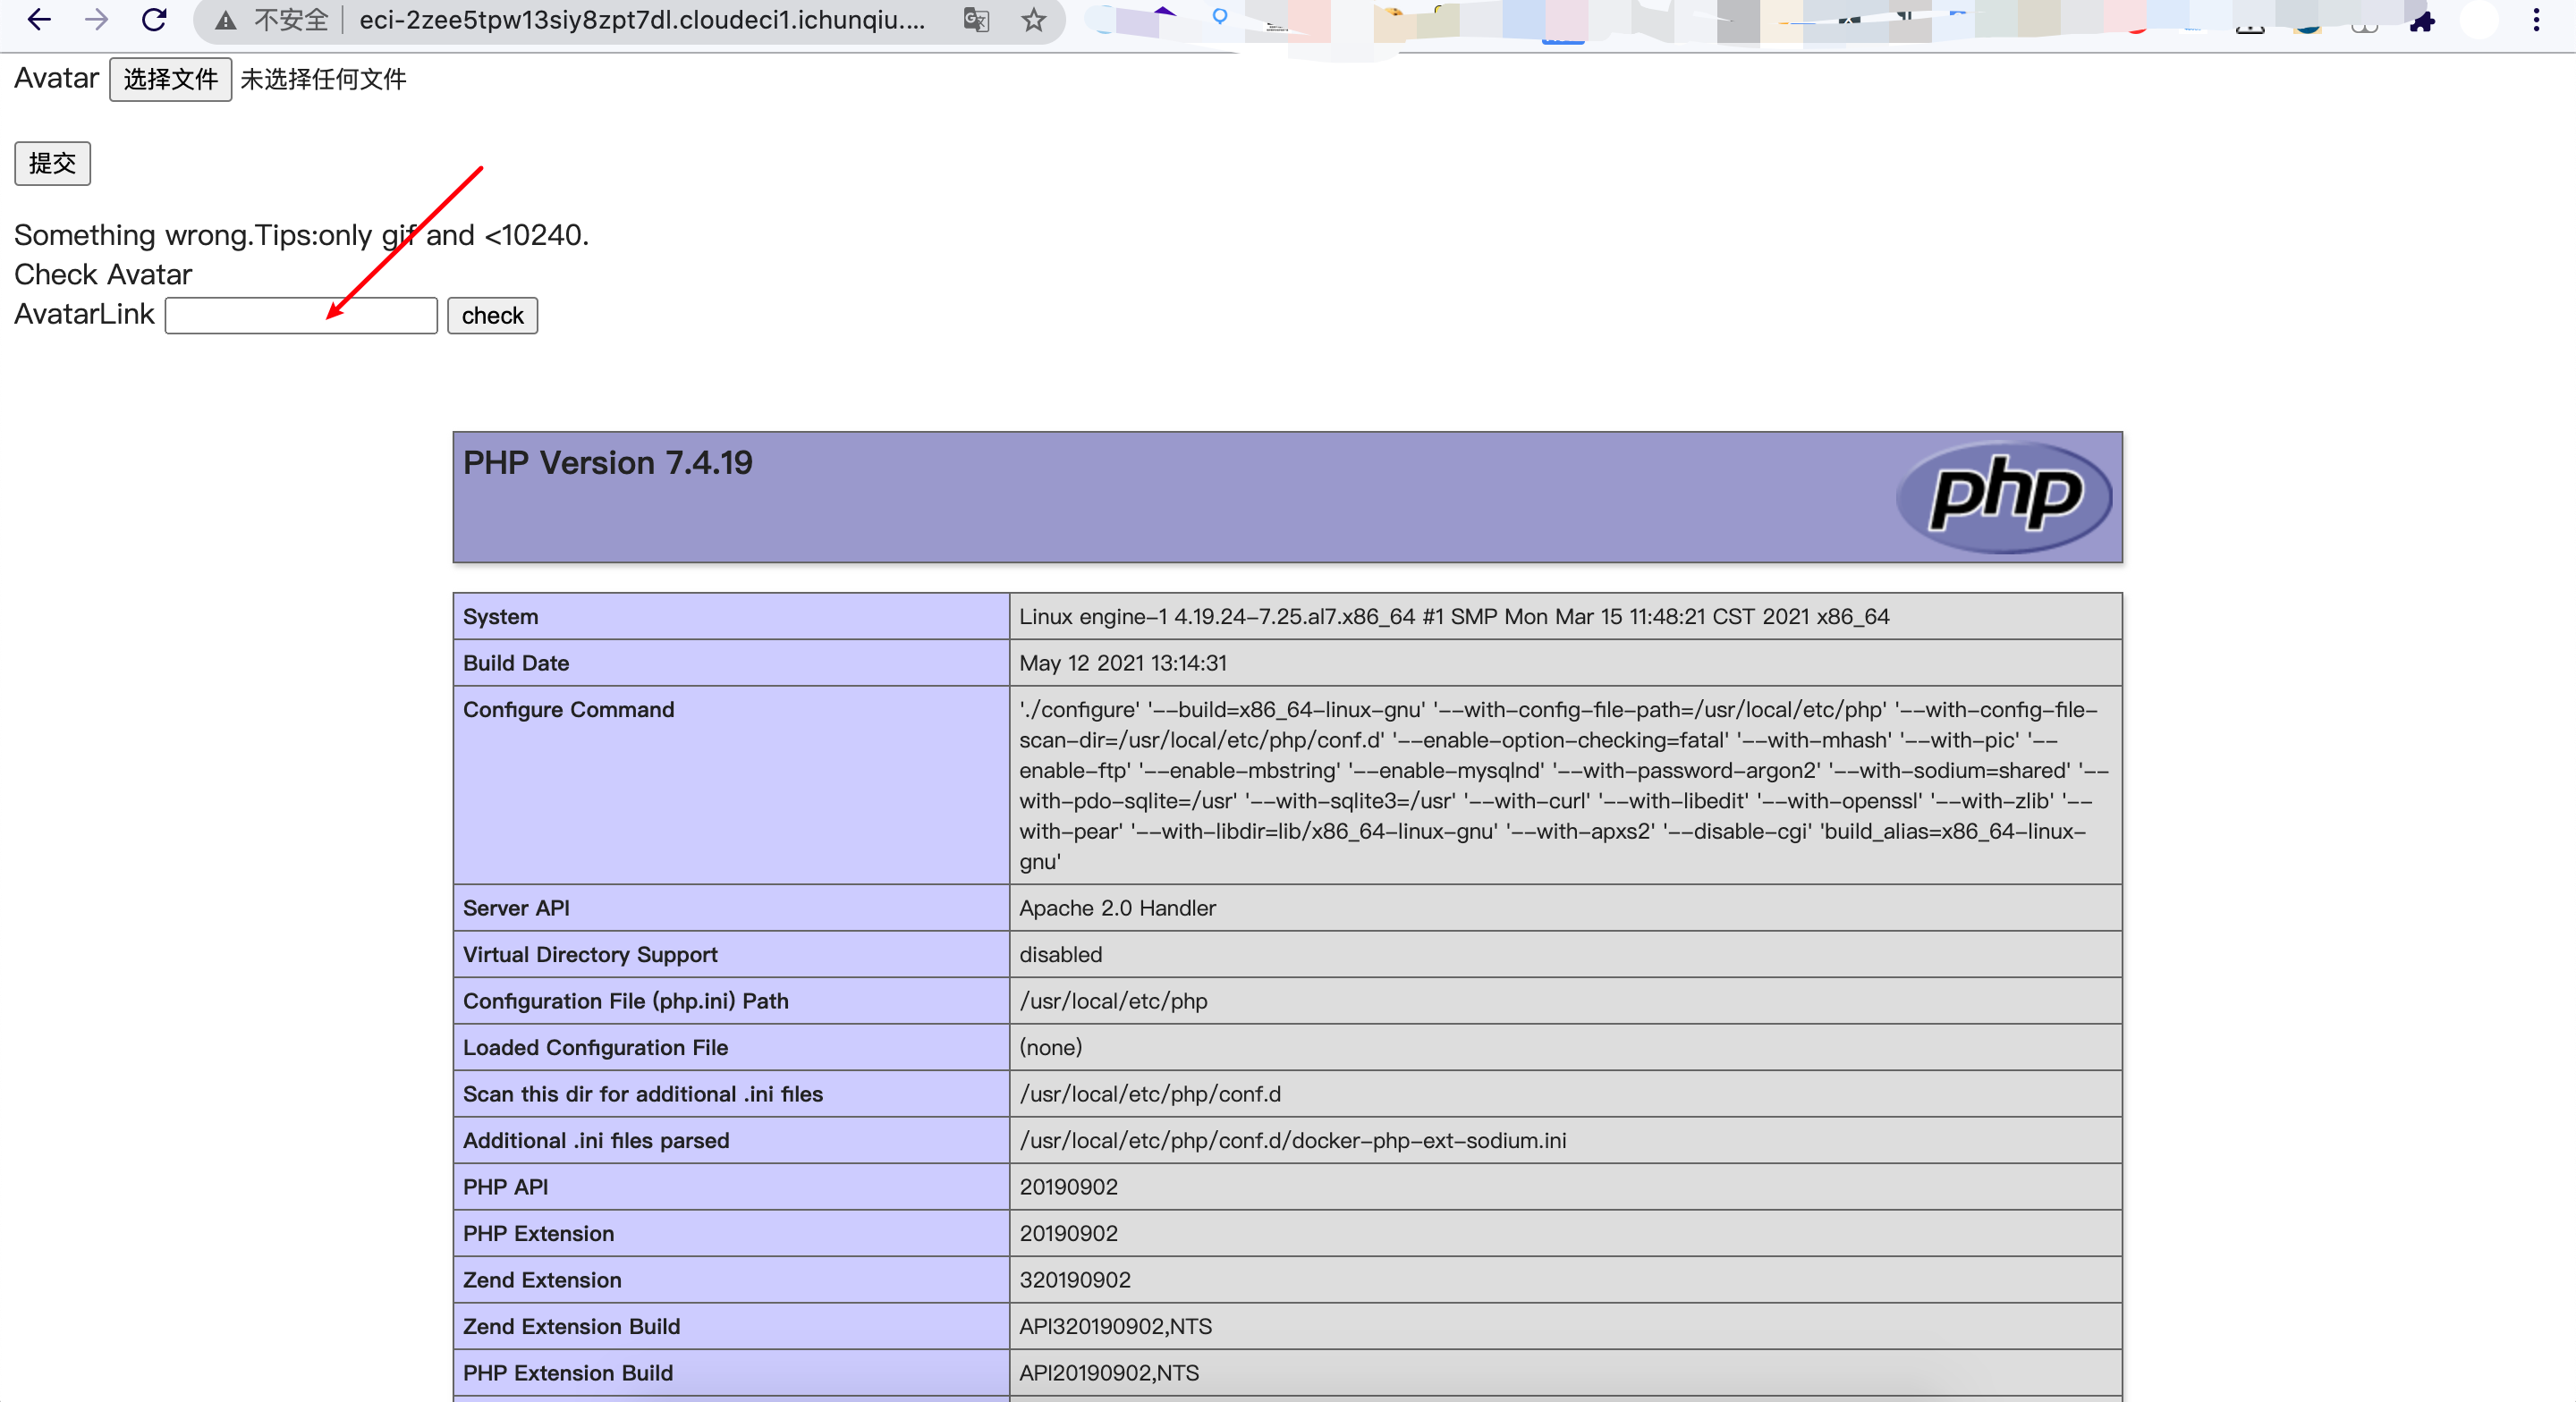 不安全 eci-2zee5tpw13siy8zpt7dl.cloudeci1.ichunqiu....
Avatar 选择文件 未选择任何文件
提交
Something wrong.Tips:only gif and <10240.
Check Avatar
AvatarLink check
PHP Version 7.4.19
php
System Linux engine-1 4.19.24-7.25.al7.x86_64 #1 SMP Mon Mar 15 11:48:21 CST 2021 x86_64
Build Date May 12 2021 13:14:31
Configure Command './configure' '--build=x86_64-linux-gnu' '--with-config-file-path=/usr/local/etc/php' '--with-config-file-
scan-dir=/usr/local/etc/php/conf.d' '--enable-option-checking=fatal' '--with-mhash' '--with-pic' '--
enable-ftp' '--enable-mbstring' '--enable-mysqlnd' '--with-password-argon2' '--with-sodium=shared' '--
with-pdo-sqlite=/usr' '--with-sqlite3=/usr' '--with-curl' '--with-libedit' '--with-openssl' '--with-zlib' '--
with-pear' '--with-libdir=lib/x86_64-linux-gnu' '--with-apxs2' '--disable-cgi' 'build_alias=x86_64-linux-
gnu'
Server API Apache 2.0 Handler
Virtual Directory Support disabled
Configuration File (php.ini) Path /usr/local/etc/php
Loaded Configuration File (none)
Scan this dir for additional .ini files /usr/local/etc/php/conf.d
Additional .ini files parsed /usr/local/etc/php/conf.d/docker-php-ext-sodium.ini
PHP API 20190902
PHP Extension 20190902
Zend Extension 320190902
Zend Extension Build API320190902,NTS
PHP Extension Build API20190902,NTS